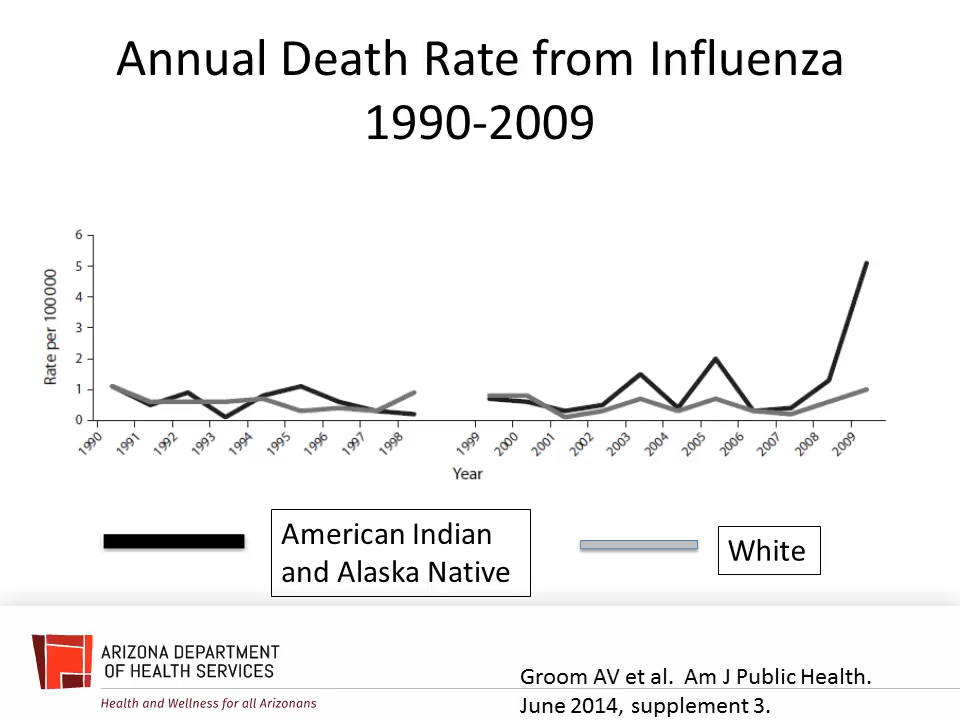 Annual Death Rate from Influenza
1990-2009
6
5
4
3
2
1
0
Rate per 100 000
1990
1991
1992
1993
1994
1995
1996
1997
1998
1999
2000
2001
2002
2003
2004
2005
2006
2007
2008
2009
Year
American Indian
and Alaska Native
White
ARIZONA DEPARTMENT
OF HEALTH SERVICES
Health and Wellness for all Arizonans
Groom AV et al. Am J Public Health.
June 2014, supplement 3.